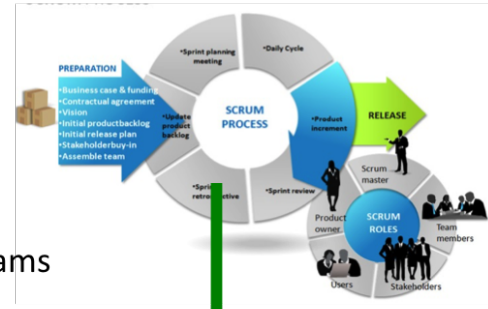 PREPARATION
•Business case & funding
•Contractual agreement
•Vision
•Initial productbacklog
•Initial release plan
•Stakeholderbuy-in
•Assemble team
•Sprint planning
meeting
•Daily Cycle
•Update
product
backlog
SCRUM
PROCESS
•Product
increment
RELEASE
•Sprint review
Scrum
master
Product
owner
SCRUM
ROLES
Team
members
Users
Stakeholders